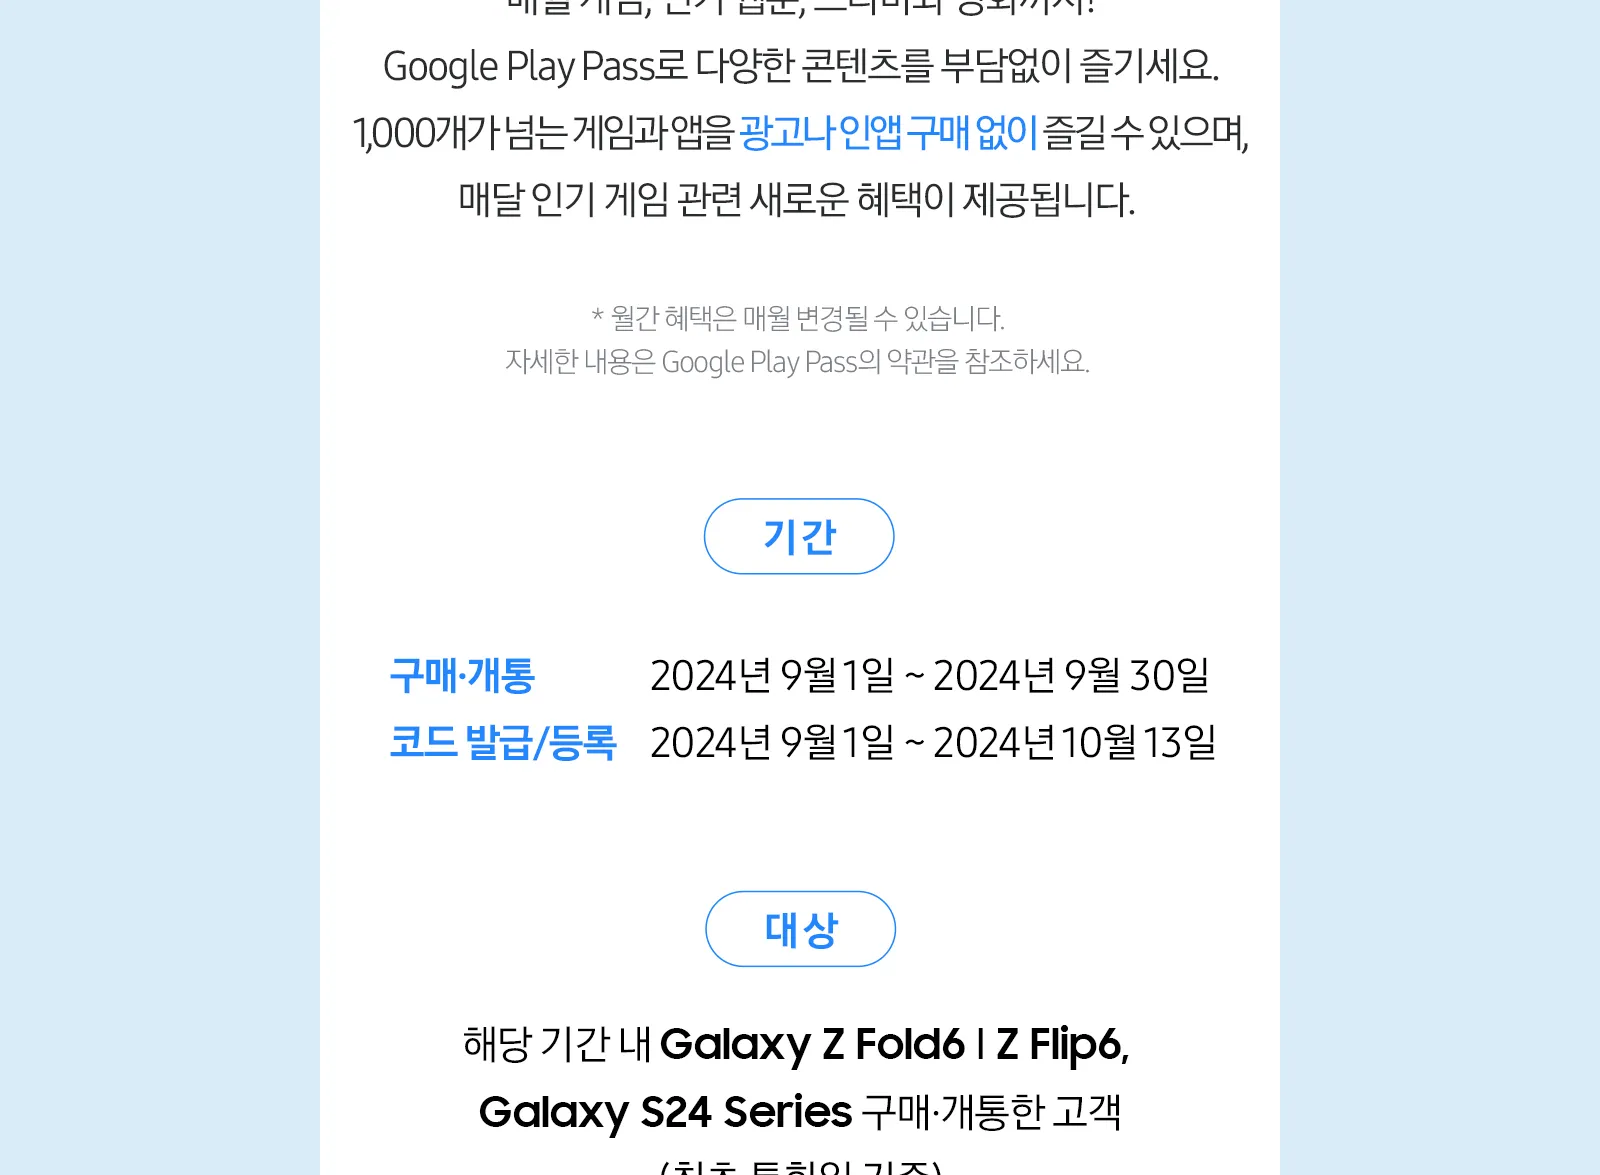 Google Play Pass로 다양한 콘텐츠를 부담없이 즐기세요.
1,000개가 넘는 게임과 앱을 광고나 인앱 구매 없이 즐길 수 있으며,
매달 인기 게임 관련 새로운 혜택이 제공됩니다.
* 월간 혜택은 매월 변경될 수 있습니다.
자세한 내용은 Google Play Pass의 약관을 참조하세요.
기간
구매·개통 2024년 9월 1일 ~ 2024년 9월 30일
코드 발급/등록 2024년 9월 1일 ~ 2024년 10월 13일
대상
해당 기간 내 Galaxy Z Fold6 | Z Flip6,
Galaxy S24 Series 구매·개통한 고객